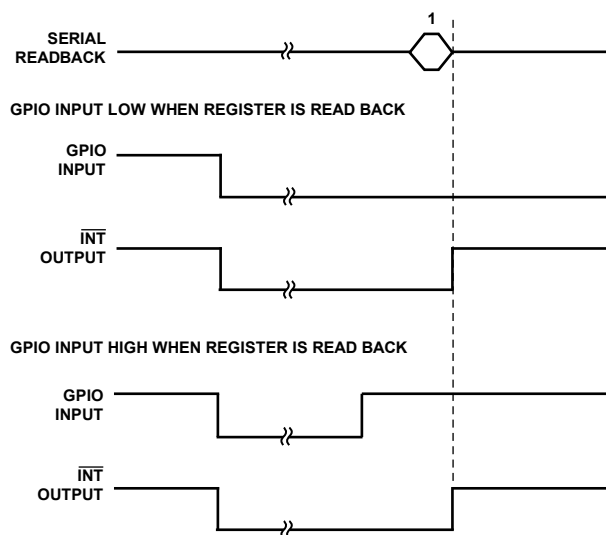 1
SERIAL
READBACK
GPIO INPUT LOW WHEN REGISTER IS READ BACK
GPIO
INPUT
INT
OUTPUT
GPIO INPUT HIGH WHEN REGISTER IS READ BACK
GPIO
INPUT
INT
OUTPUT